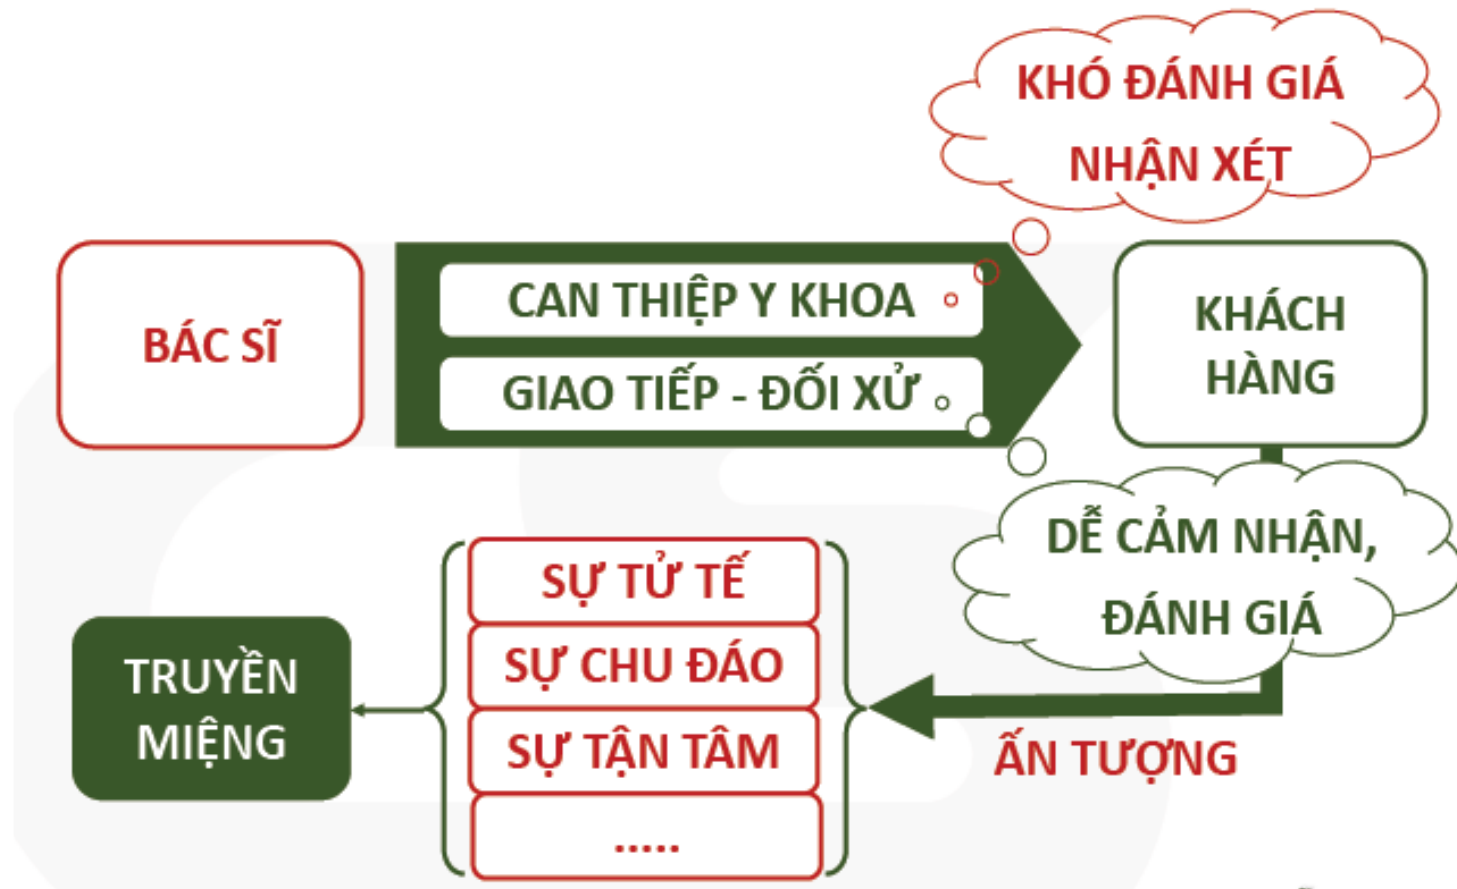 KHÓ ĐÁNH GIÁ
NHẬN XÉT
BÁC SĨ
CAN THIỆP Y KHOA
GIAO TIẾP - ĐỐI XỬ
KHÁCH
HÀNG
DỄ CẢM NHẬN,
ĐÁNH GIÁ
ẤN TƯỢNG
SỰ TỬ TẾ
SỰ CHU ĐÁO
SỰ TẬN TÂM
.....
TRUYỀN
MIỆNG